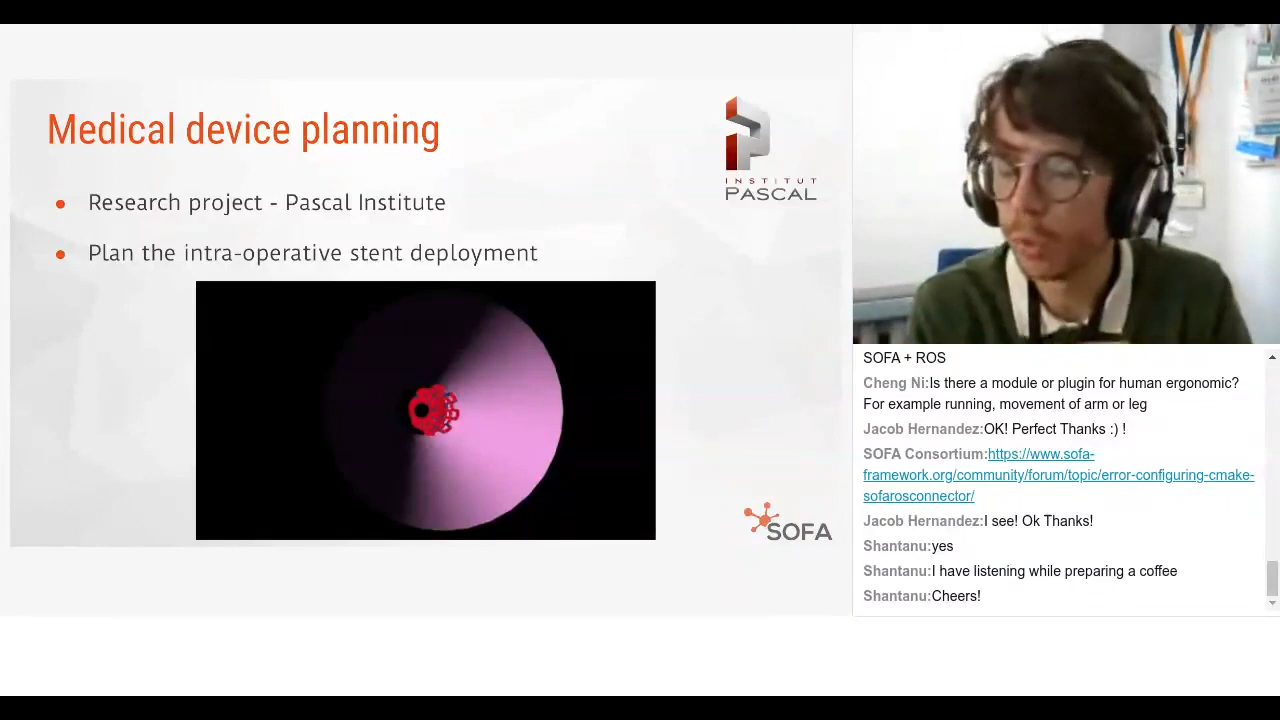 Medical device planning
INSTITUT
PASCAL
Research project - Pascal Institute
Plan the intra-operative stent deployment
SOFA
SOFA + ROS
Cheng Ni:Is there a module or plugin for human ergonomic?
For example running, movement of arm or leg
Jacob Hernandez:OK! Perfect Thanks :) !
SOFA Consortium:https://www.sofa-
framework.org/community/forum/topic/error-configuring-cmake-
sofarosconnector/
Jacob Hernandez:I see! Ok Thanks!
Shantanu:yes
Shantanu:I have listening while preparing a coffee
Shantanu:Cheers!